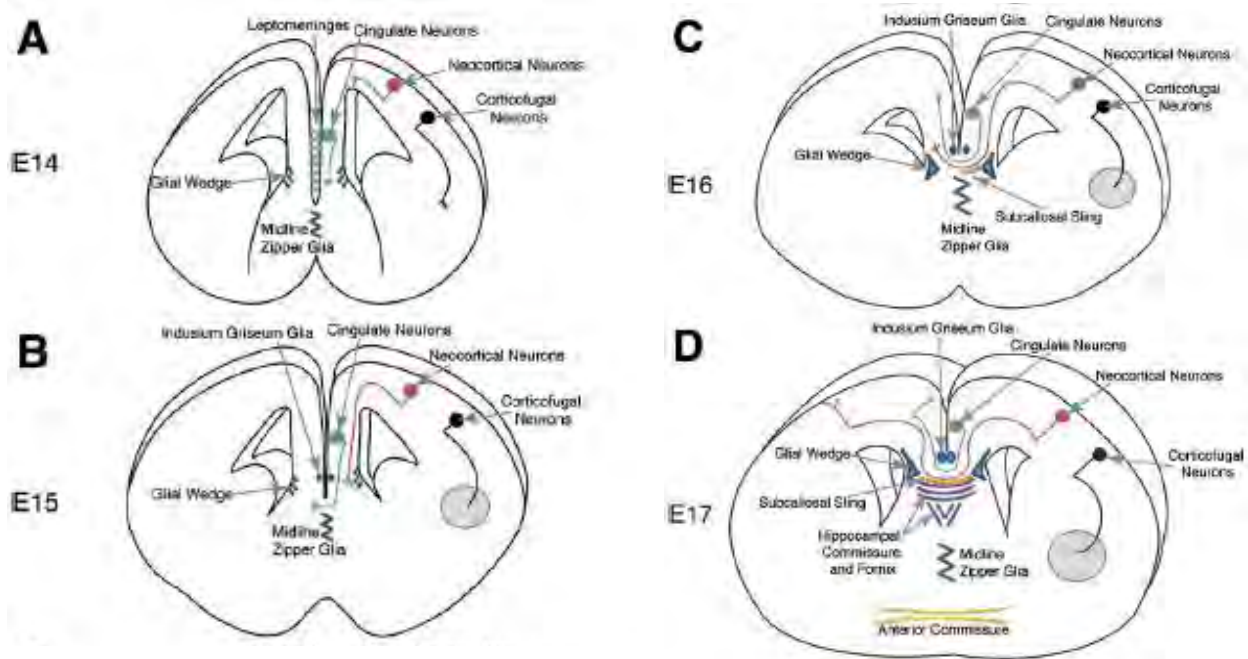 A
Leptomeninges
Cingulate Neurons
Neocortical Neurons
Corticofugal
Neurons
E14
Glial Wedge
Midline
Zipper Glia
B
Indusium Griseum Glia
Cingulate Neurons
Neocortical Neurons
Corticofugal
Neurons
E15
Glial Wedge
Midline
Zipper Glia
C
Indusium Griseum Glia
Cingulate Neurons
Neocortical Neurons
Corticofugal
Neurons
E16
Glial Wedge
Subcallosal Sling
Midline
Zipper Glia
D
Indusium Griseum Glia
Cingulate Neurons
Neocortical Neurons
Glial Wedge
Corticofugal
Neurons
Subcallosal Sling
E17
Hippocampal
Commissure
and Fornix
Midline
Zipper Glia
Anterior Commissure